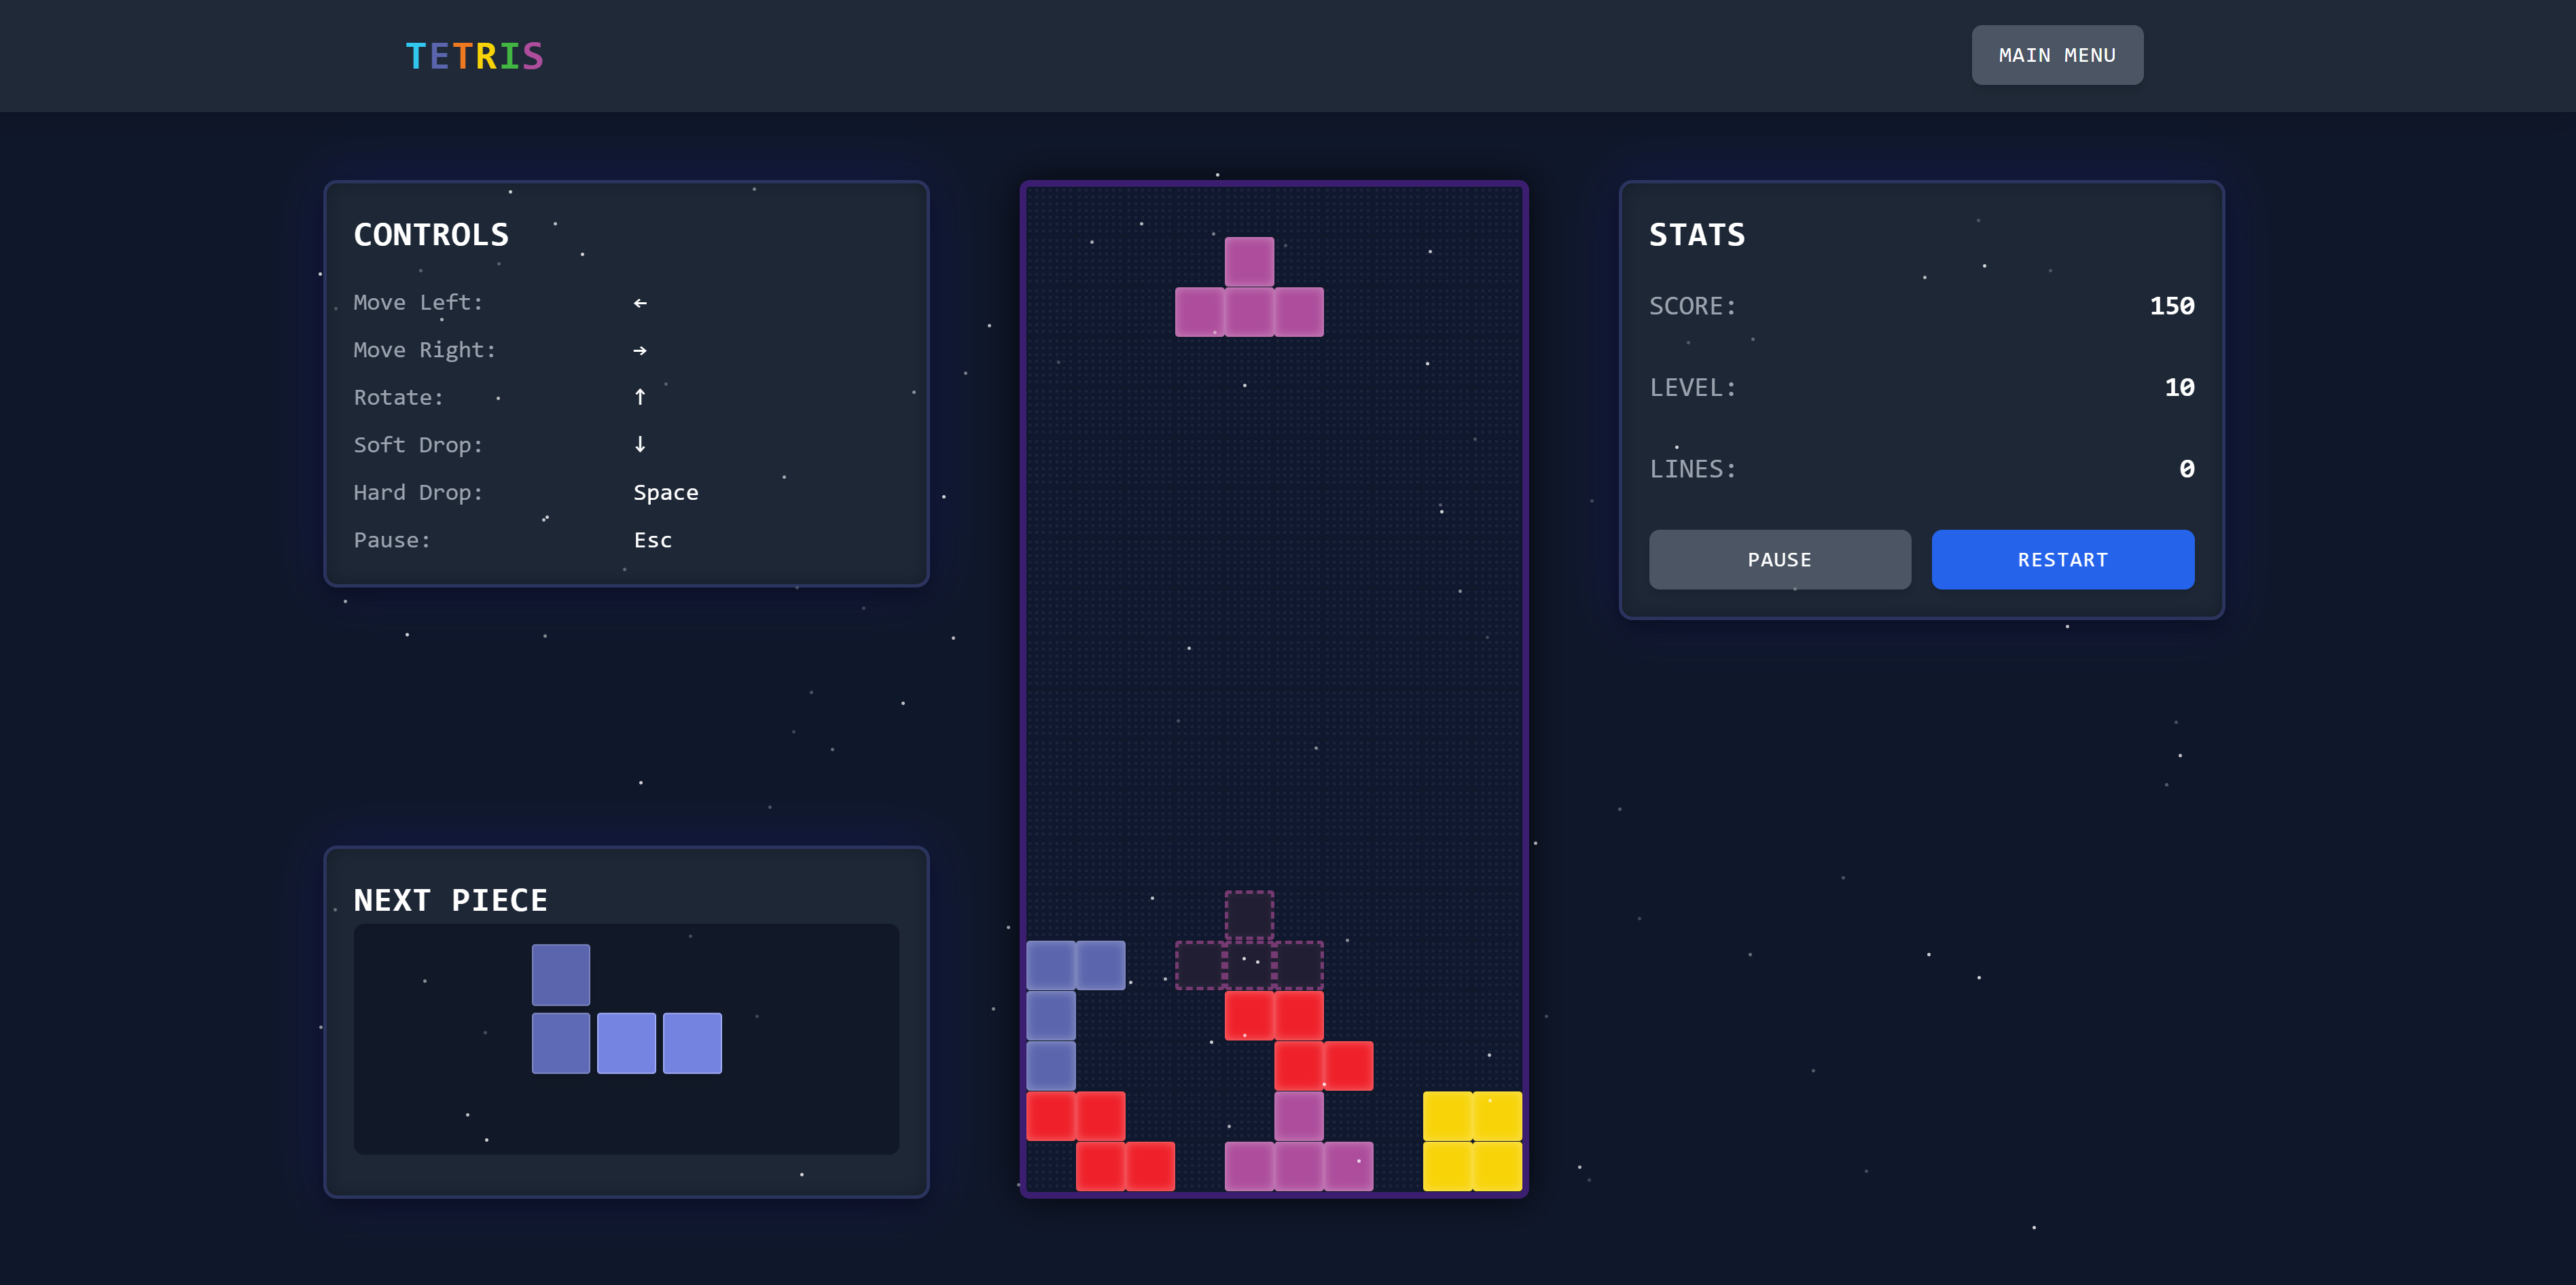 TETRIS
MAIN MENU
CONTROLS
Move Left: ←
Move Right: →
Rotate: ↑
Soft Drop: ↓
Hard Drop: Space
Pause: Esc
NEXT PIECE
STATS
SCORE: 150
LEVEL: 10
LINES: 0
PAUSE
RESTART